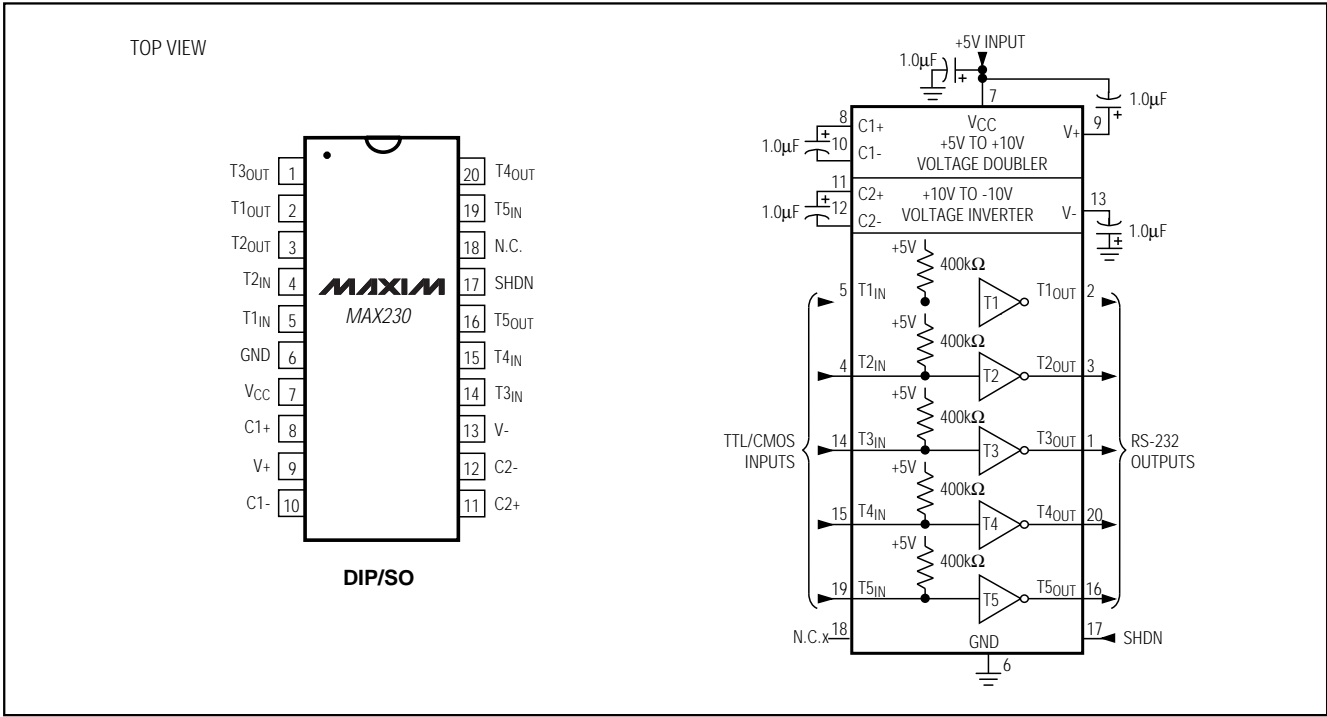 TOP VIEW
T3OUT 1
T1OUT 2
T2OUT 3
T2IN 4
T1IN 5
GND 6
VCC 7
C1+ 8
V+ 9
C1- 10
MAXIM
MAX230
20 T4OUT
19 T5IN
18 N.C.
17 SHDN
16 T5OUT
15 T4IN
14 T3IN
13 V-
12 C2-
11 C2+
DIP/SO
+5V INPUT
1.0µF
+
7
1.0µF
+
8 C1+
1.0µF
+
10 C1-
VCC
+5V TO +10V
VOLTAGE DOUBLER
V+ 9
11 C2+
1.0µF
+
12 C2-
+10V TO -10V
VOLTAGE INVERTER
V- 13
1.0µF
+
+5V
400kΩ
5 T1IN
T1
T1OUT 2
+5V
400kΩ
4 T2IN
T2
T2OUT 3
+5V
400kΩ
14 T3IN
T3
T3OUT 1
+5V
400kΩ
15 T4IN
T4
T4OUT 20
+5V
400kΩ
19 T5IN
T5
T5OUT 16
TTL/CMOS
INPUTS
RS-232
OUTPUTS
N.C.x 18
GND
6
17 SHDN